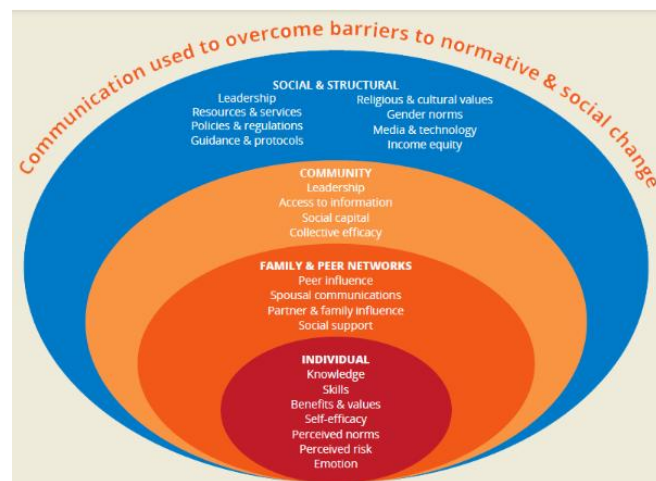 Communication used to overcome barriers to normative & social change
SOCIAL & STRUCTURAL
Leadership
Resources & services
Policies & regulations
Guidance & protocols
Religious & cultural values
Gender norms
Media & technology
Income equity
COMMUNITY
Leadership
Access to information
Social capital
Collective efficacy
FAMILY & PEER NETWORKS
Peer influence
Spousal communications
Partner & family influence
Social support
INDIVIDUAL
Knowledge
Skills
Benefits & values
Self-efficacy
Perceived norms
Perceived risk
Emotion